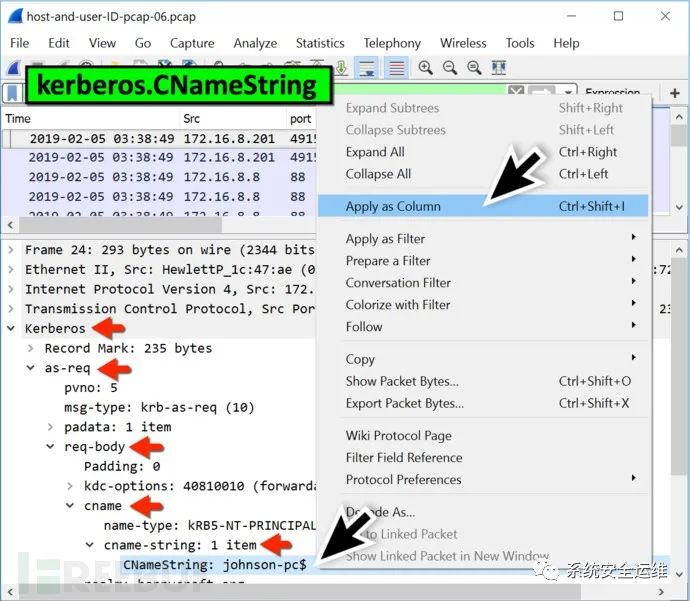 host-and-user-ID-pcap-06.pcap
File Edit View Go Capture Analyze Statistics Telephony Wireless Tools Help
kerberos.CNameString
Expression...
Time Src port
2019-02-05 03:38:49 172.16.8.201 4915
2019-02-05 03:38:49 172.16.8.201 4915
2019-02-05 03:38:49 172.16.8.8 88
2019-02-05 03:38:49 172.16.8.8 88
2019-02-05 03:38:49 172.16.8.8 88
Expand Subtrees Shift+Right
Collapse Subtrees Shift+Left
Expand All Ctrl+Right
Collapse All Ctrl+Left
Apply as Column Ctrl+Shift+I
Apply as Filter
Prepare a Filter
Conversation Filter
Colorize with Filter
Follow
Copy
Show Packet Bytes... Ctrl+Shift+O
Export Packet Bytes... Ctrl+Shift+X
Wiki Protocol Page
Filter Field Reference
Protocol Preferences
Decode As...
to Linked Packet
Show Linked Packet in New Window
Frame 24: 293 bytes on wire (2344 bits
Ethernet II, Src: HewlettP_1c:47:ae (0 :72
Internet Protocol Version 4, Src: 172.
Transmission Control Protocol, Src Por 23
Kerberos
Record Mark: 235 bytes
as-req
pvno: 5
msg-type: krb-as-req (10)
padata: 1 item
req-body
Padding: 0
kdc-options: 40810010 (forwarda
cname
name-type: kRB5-NT-PRINCIPAL
cname-string: 1 item
CNameString: johnson-pc$
FREEBUF
系统安全运维